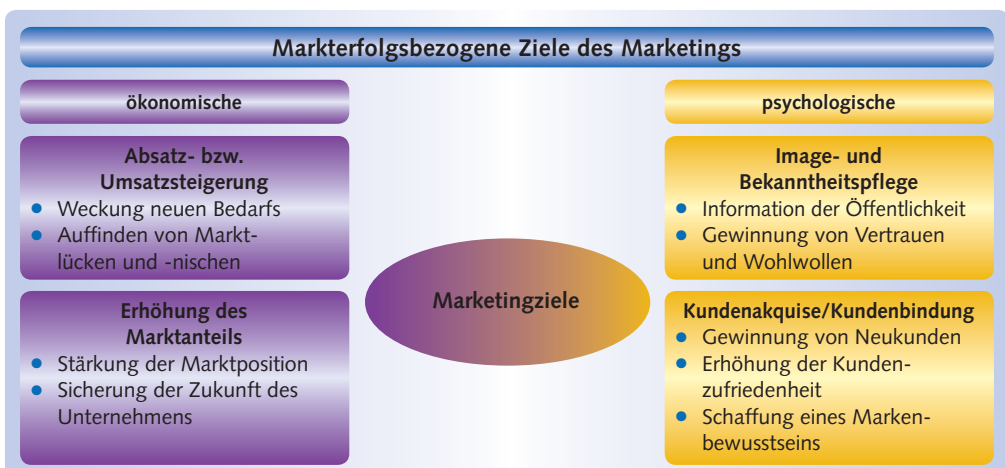 Markterfolgsbezogene Ziele des Marketings
ökonomische
Absatz- bzw.
Umsatzsteigerung
• Weckung neuen Bedarfs
• Auffinden von Markt-
lücken und -nischen
Erhöhung des
Marktanteils
• Stärkung der Marktposition
• Sicherung der Zukunft des
Unternehmens
Marketingziele
psychologische
Image- und
Bekanntheitspflege
• Information der Öffentlichkeit
• Gewinnung von Vertrauen
und Wohlwollen
Kundenakquise/Kundenbindung
• Gewinnung von Neukunden
• Erhöhung der Kunden-
zufriedenheit
• Schaffung eines Marken-
bewusstseins